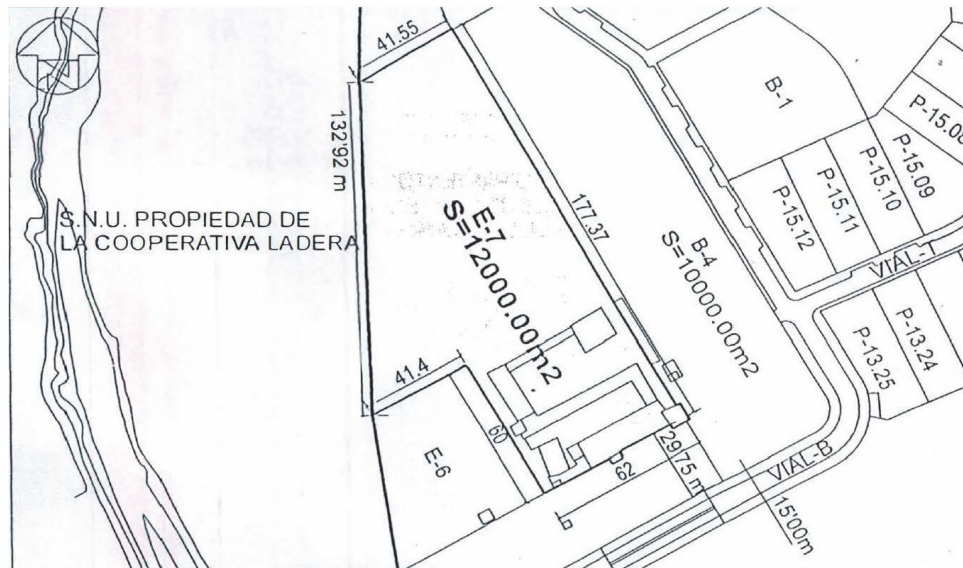 41.55
132'92 m
S.N.U. PROPIEDAD DE
LA COOPERATIVA LADERA
E-7
S=12000.00m2
177.37
B-4
S=10000.00m2
B-1
P-15.12
P-15.11
P-15.10
P-15.09
P-15.08
VIAL-T
P-13.25
P-13.24
41.4
60
E-6
62
29'75 m
VIAL-B
15'00m